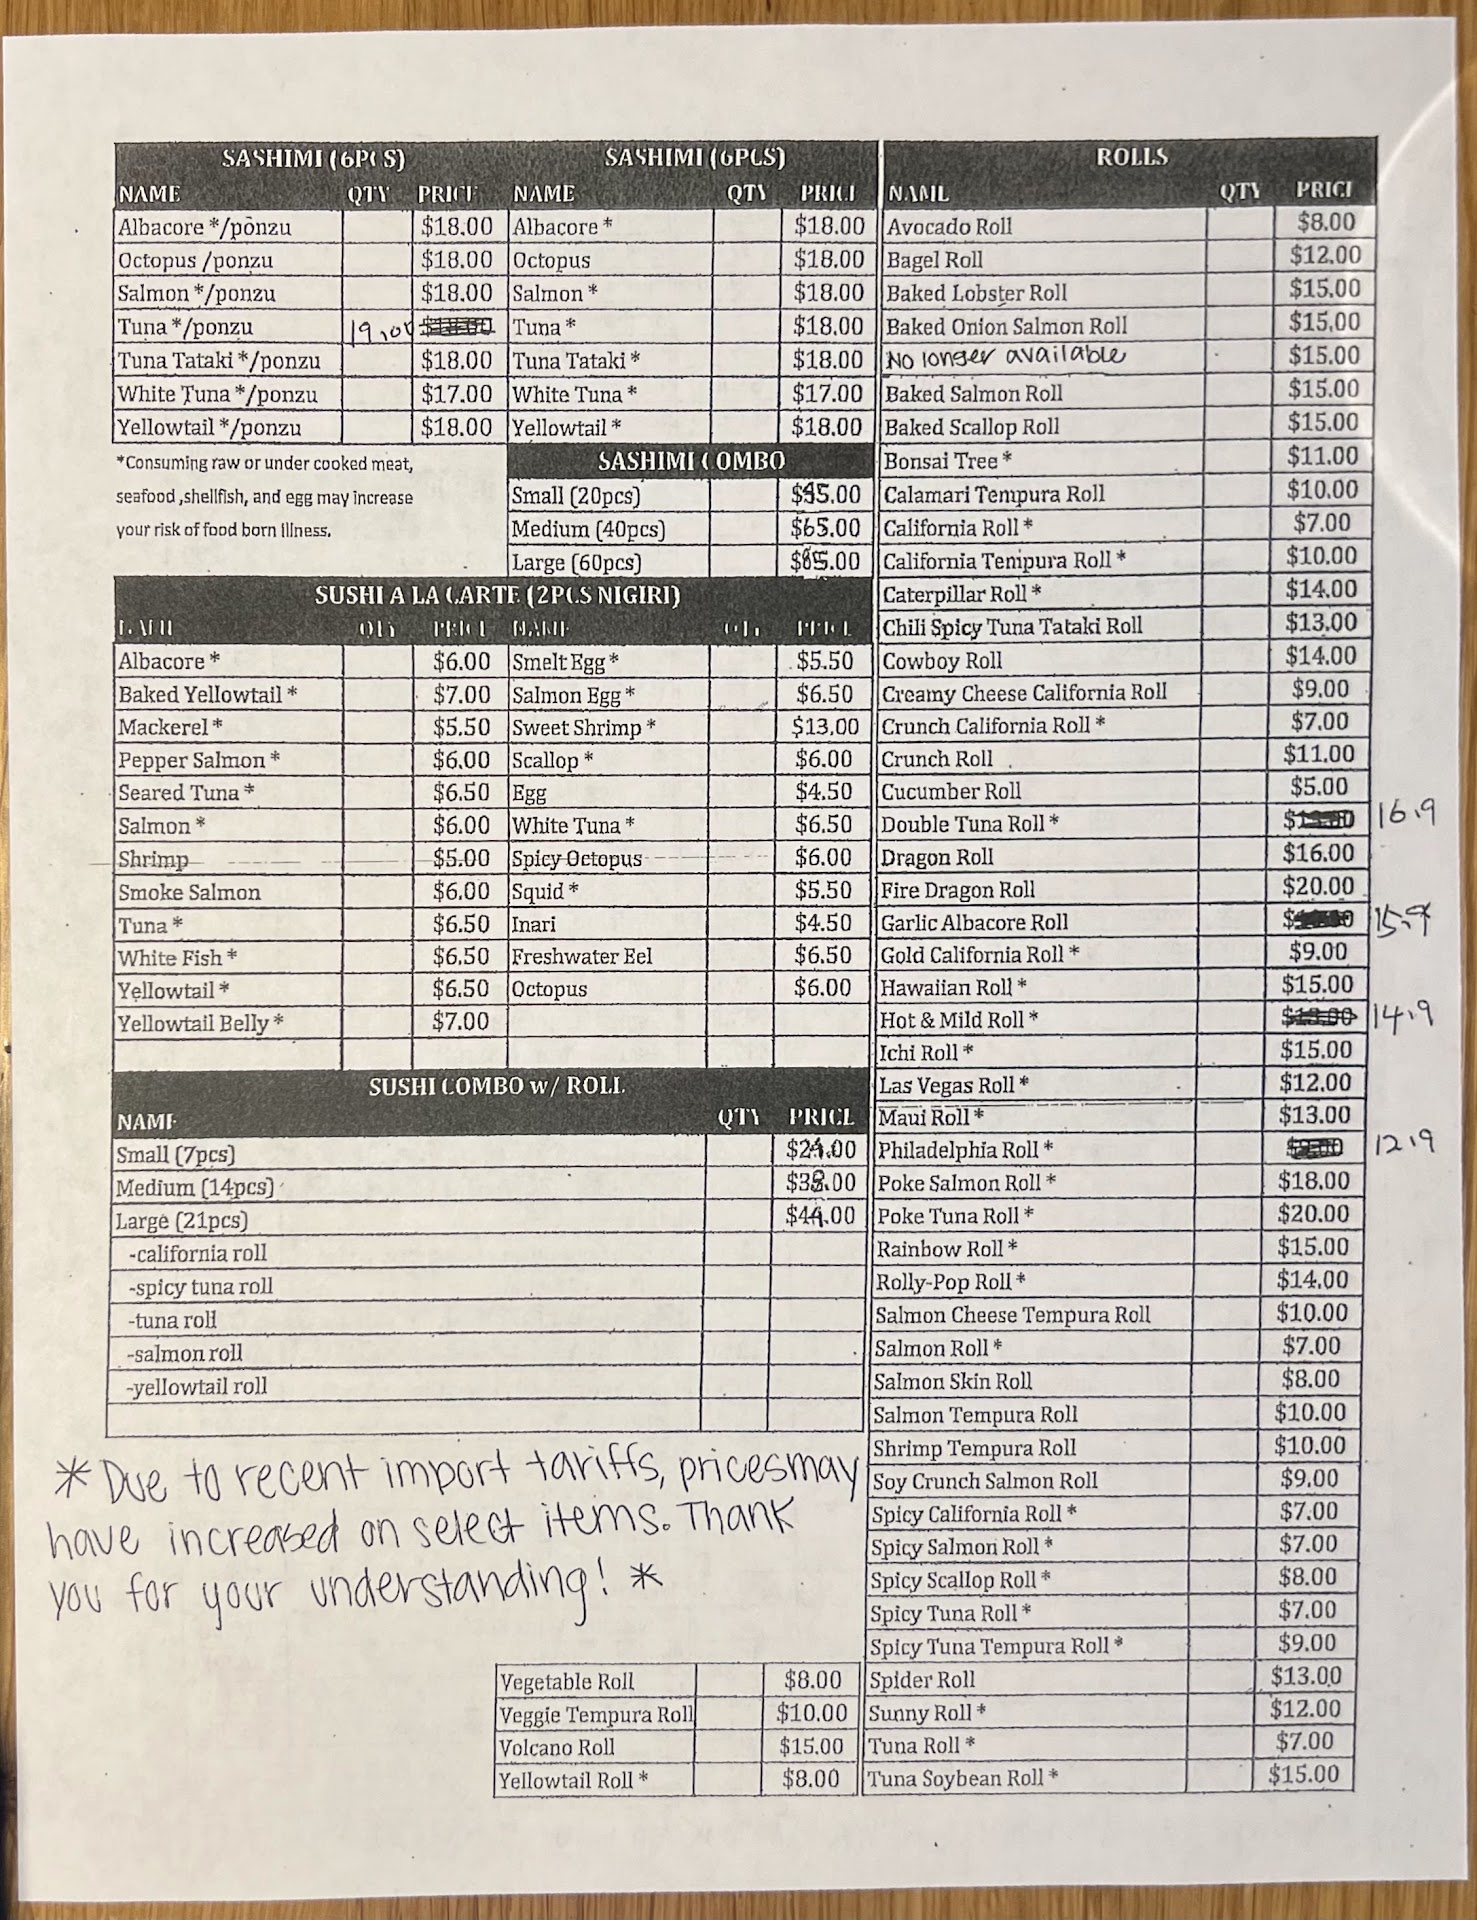 SASHIMI (6PCS)
NAME QTY PRICE
Albacore */ponzu $18.00
Octopus /ponzu $18.00
Salmon */ponzu $18.00
Tuna */ponzu 19.00
Tuna Tataki */ponzu $18.00
White Tuna */ponzu $17.00
Yellowtail */ponzu $18.00
*Consuming raw or under cooked meat,
seafood ,shellfish, and egg may increase
your risk of food born illness.
SASHIMI (6PCS)
NAME QTY PRICE
Albacore * $18.00
Octopus $18.00
Salmon * $18.00
Tuna * $18.00
Tuna Tataki * $18.00
White Tuna * $17.00
Yellowtail * $18.00
SASHIMI COMBO
Small (20pcs)
Medium (40pcs) $65.00
Large (60pcs)
SUSHI A LA CARTE (2PCS NIGIRI)
QTY PRICE NAME QTY PRICE
Albacore * $6.00 Smelt Egg * $5.50
Baked Yellowtail * $7.00 Salmon Egg * $6.50
Mackerel * $5.50 Sweet Shrimp * $13.00
Pepper Salmon * $6.00 Scallop * $6.00
Seared Tuna * $6.50 Egg $4.50
Salmon * $6.00 White Tuna * $6.50
Shrimp $5.00 Spicy Octopus $6.00
Smoke Salmon $6.00 Squid * $5.50
Tuna * $6.50 Inari $4.50
White Fish * $6.50 Freshwater Eel $6.50
Yellowtail * $6.50 Octopus $6.00
Yellowtail Belly * $7.00
SUSHI COMBO w/ ROLL
NAME QTY PRICE
Small (7pcs)
Medium (14pcs)
Large (21pcs) $44.00
-california roll
-spicy tuna roll
-tuna roll
-salmon roll
-yellowtail roll
* Due to recent import tariffs, prices may
have increased on select items. Thank
you for your understanding! *
Vegetable Roll $8.00
Veggie Tempura Roll $10.00
Volcano Roll $15.00
Yellowtail Roll * $8.00
ROLLS
NAME QTY PRICE
Avocado Roll $8.00
Bagel Roll $12.00
Baked Lobster Roll $15.00
Baked Onion Salmon Roll $15.00
No longer available $15.00
Baked Salmon Roll $15.00
Baked Scallop Roll $15.00
Bonsai Tree * $11.00
Calamari Tempura Roll $10.00
California Roll * $7.00
California Tempura Roll * $10.00
Caterpillar Roll * $14.00
Chili Spicy Tuna Tataki Roll $13.00
Cowboy Roll $14.00
Creamy Cheese California Roll $9.00
Crunch California Roll * $7.00
Crunch Roll $11.00
Cucumber Roll $5.00
Double Tuna Roll * 16.9
Dragon Roll $16.00
Fire Dragon Roll $20.00
Garlic Albacore Roll 15.9
Gold California Roll * $9.00
Hawaiian Roll * $15.00
Hot & Mild Roll * $13.00 14.9
Ichi Roll * $15.00
Las Vegas Roll * $12.00
Maui Roll * $13.00
Philadelphia Roll * 12.9
Poke Salmon Roll * $18.00
Poke Tuna Roll * $20.00
Rainbow Roll * $15.00
Rolly-Pop Roll * $14.00
Salmon Cheese Tempura Roll $10.00
Salmon Roll * $7.00
Salmon Skin Roll $8.00
Salmon Tempura Roll $10.00
Shrimp Tempura Roll $10.00
Soy Crunch Salmon Roll $9.00
Spicy California Roll * $7.00
Spicy Salmon Roll * $7.00
Spicy Scallop Roll * $8.00
Spicy Tuna Roll * $7.00
Spicy Tuna Tempura Roll * $9.00
Spider Roll $13.00
Sunny Roll * $12.00
Tuna Roll * $7.00
Tuna Soybean Roll * $15.00